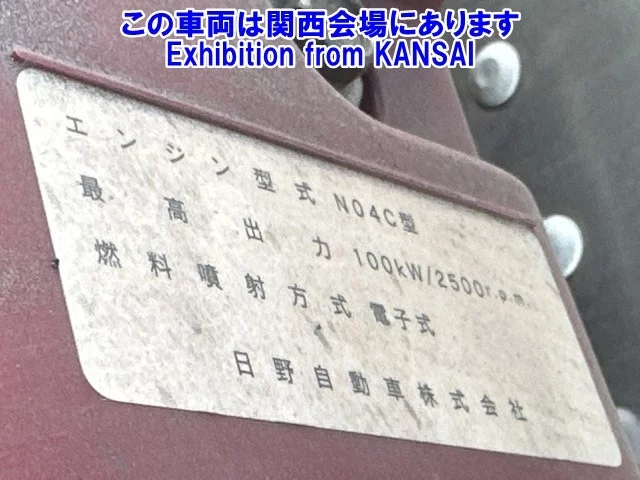 この車両は関西会場にあります
Exhibition from KANSAI
エンジン型式 N04C型
最高出力 100kW/2500r.p.m.
燃料噴射方式 電子式
日野自動車株式会社